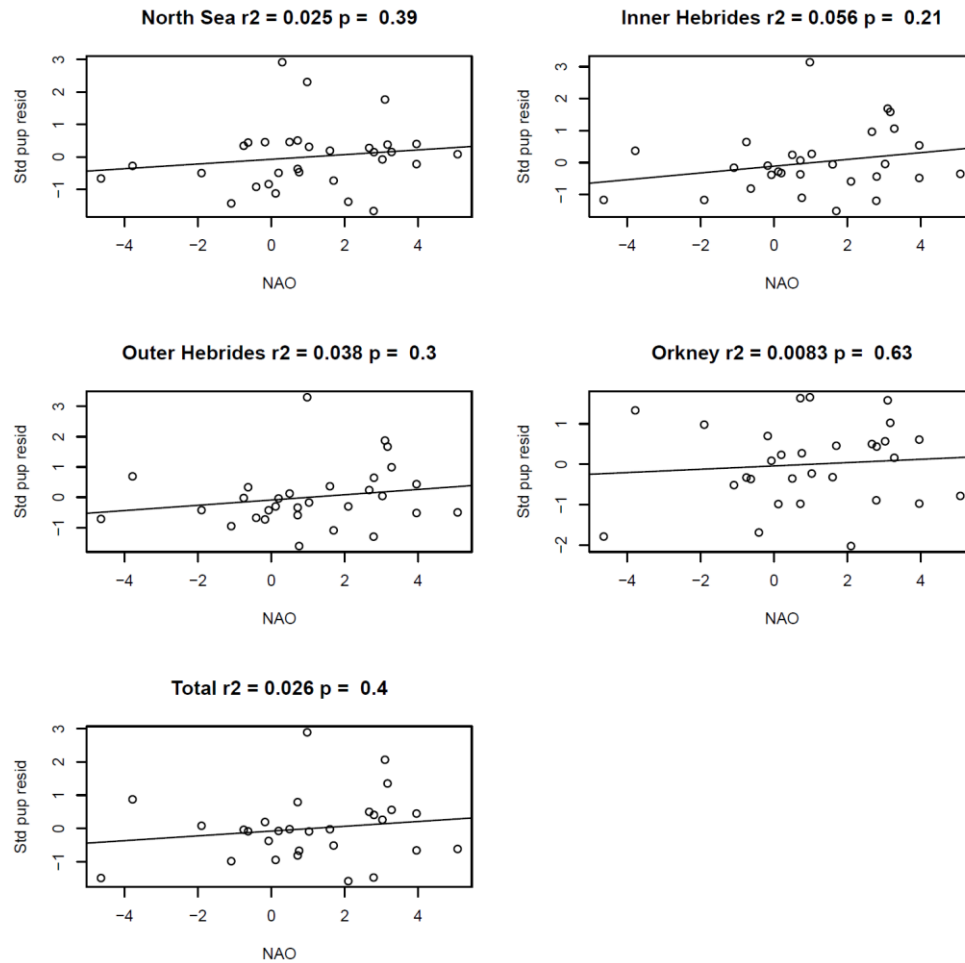 North Sea r2 = 0.025 p = 0.39
Std pup resid
3
2
1
0
−1
−4 −2 0 2 4
NAO
Inner Hebrides r2 = 0.056 p = 0.21
Std pup resid
3
2
1
0
−1
−4 −2 0 2 4
NAO
Outer Hebrides r2 = 0.038 p = 0.3
Std pup resid
3
2
1
0
−1
−4 −2 0 2 4
NAO
Orkney r2 = 0.0083 p = 0.63
Std pup resid
1
0
−1
−2
−4 −2 0 2 4
NAO
Total r2 = 0.026 p = 0.4
Std pup resid
3
2
1
0
−1
−4 −2 0 2 4
NAO